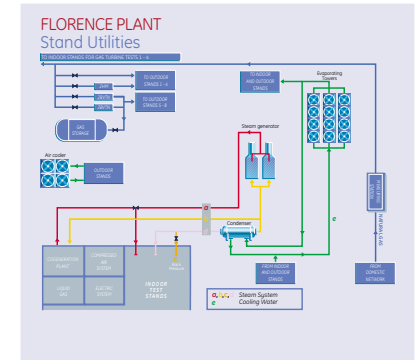 FLORENCE PLANT
Stand Utilities
TO INDOOR STANDS FOR GAS TURBINE TESTS 1 - 4
TO OUTDOOR
STANDS 1 - 4
TO OUTDOOR
STANDS 5 - 8
GAS
STORAGE
TO INDOOR
AND OUTDOOR
STANDS
Evaporating
Towers
Steam generator
Air cooler
OUTDOOR
STANDS
Condenser
e
COGENERATION
PLANT
COMPRESSED
AIR
SYSTEM
LIQUID
GAS
ELECTRIC
SYSTEM
INDOOR
TEST
STANDS
FROM INDOOR
AND OUTDOOR
STANDS
FROM
DOMESTIC
NETWORK
Steam System
e Cooling Water